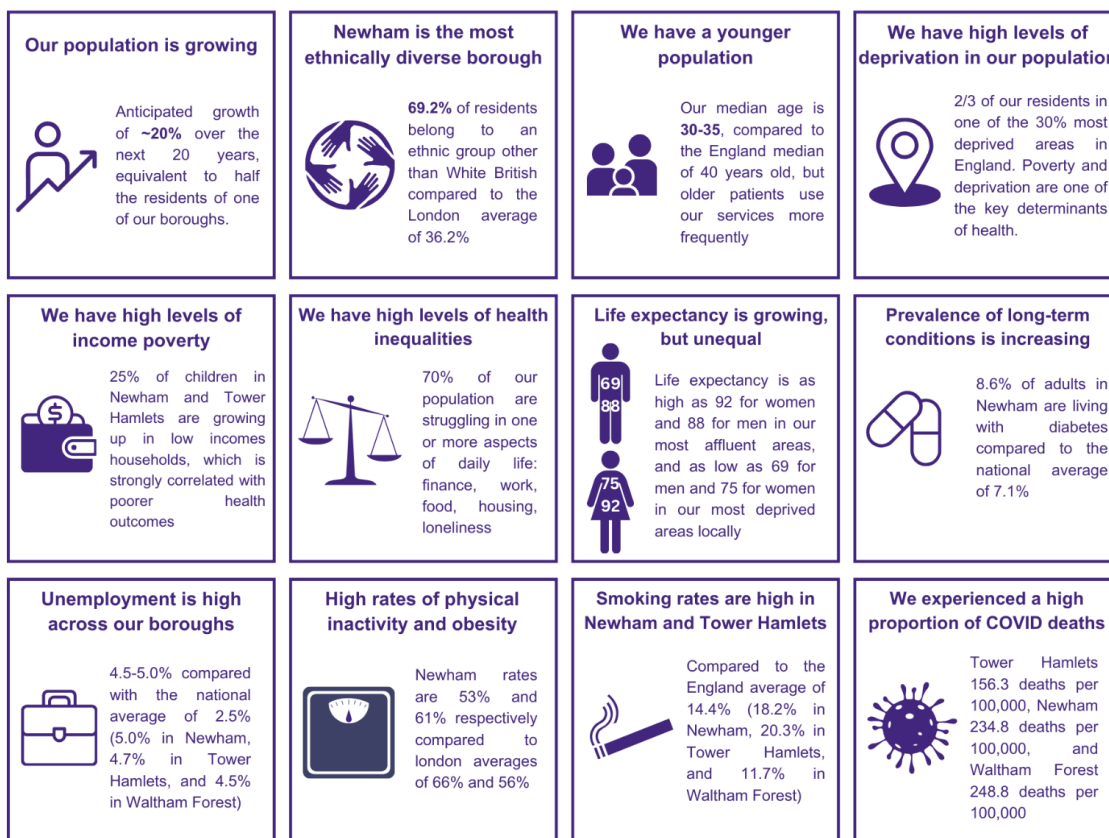 Our population is growing
Anticipated growth
of ~20% over the
next 20 years,
equivalent to half
the residents of one
of our boroughs.
Newham is the most
ethnically diverse borough
69.2% of residents
belong to an
ethnic group other
than White British
compared to the
London average
of 36.2%
We have a younger
population
Our median age is
30-35, compared to
the England median
of 40 years old, but
older patients use
our services more
frequently
We have high levels of
deprivation in our population
2/3 of our residents in
one of the 30% most
deprived areas in
England. Poverty and
deprivation are one of
the key determinants
of health.
We have high levels of
income poverty
$
25% of children in
Newham and Tower
Hamlets are growing
up in low incomes
households, which is
strongly correlated with
poorer health
outcomes
We have high levels of health
inequalities
70% of our
population are
struggling in one
or more aspects
of daily life:
finance, work,
food, housing,
loneliness
Life expectancy is growing,
but unequal
69
88
75
92
Life expectancy is as
high as 92 for women
and 88 for men in our
most affluent areas,
and as low as 69 for
men and 75 for women
in our most deprived
areas locally
Prevalence of long-term
conditions is increasing
8.6% of adults in
Newham are living
with diabetes
compared to the
national average
of 7.1%
Unemployment is high
across our boroughs
4.5-5.0% compared
with the national
average of 2.5%
(5.0% in Newham,
4.7% in Tower
Hamlets, and 4.5%
in Waltham Forest)
High rates of physical
inactivity and obesity
Newham rates
are 53% and
61% respectively
compared to
london averages
of 66% and 56%
Smoking rates are high in
Newham and Tower Hamlets
Compared to the
England average of
14.4% (18.2% in
Newham, 20.3% in
Tower Hamlets,
and 11.7% in
Waltham Forest)
We experienced a high
proportion of COVID deaths
Tower Hamlets
156.3 deaths per
100,000, Newham
234.8 deaths per
100,000, and
Waltham Forest
248.8 deaths per
100,000